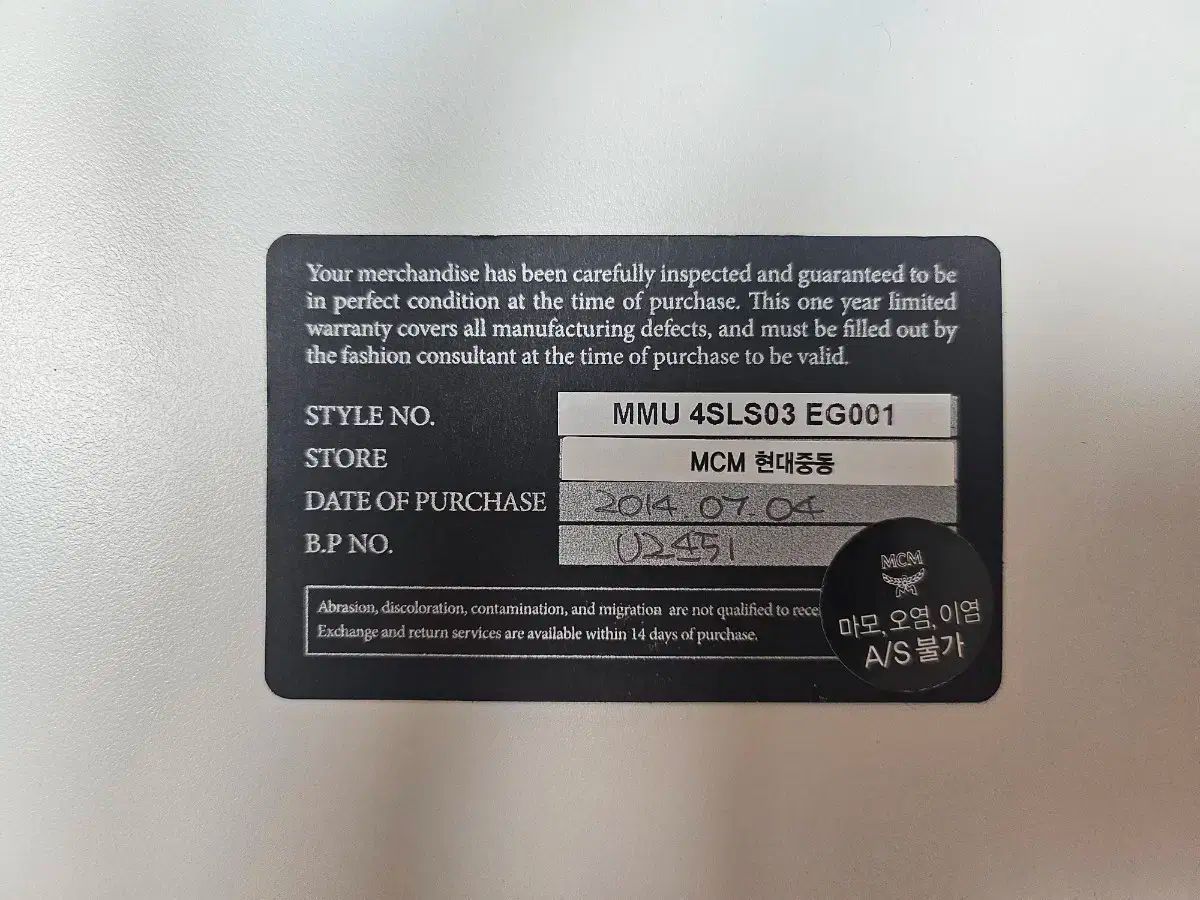 Your merchandise has been carefully inspected and guaranteed to be
in perfect condition at the time of purchase. This one year limited
warranty covers all manufacturing defects, and must be filled out by
the fashion consultant at the time of purchase to be valid.
STYLE NO. MMU 4SLS03 EG001
STORE MCM 현대중동
DATE OF PURCHASE 2014 07.04
B.P NO.
Abrasion, discoloration, contamination, and migration are not qualified to
Exchange and return services are available within 14 days of purchase.
MCM
마모, 오염, 이염
A/S 불가